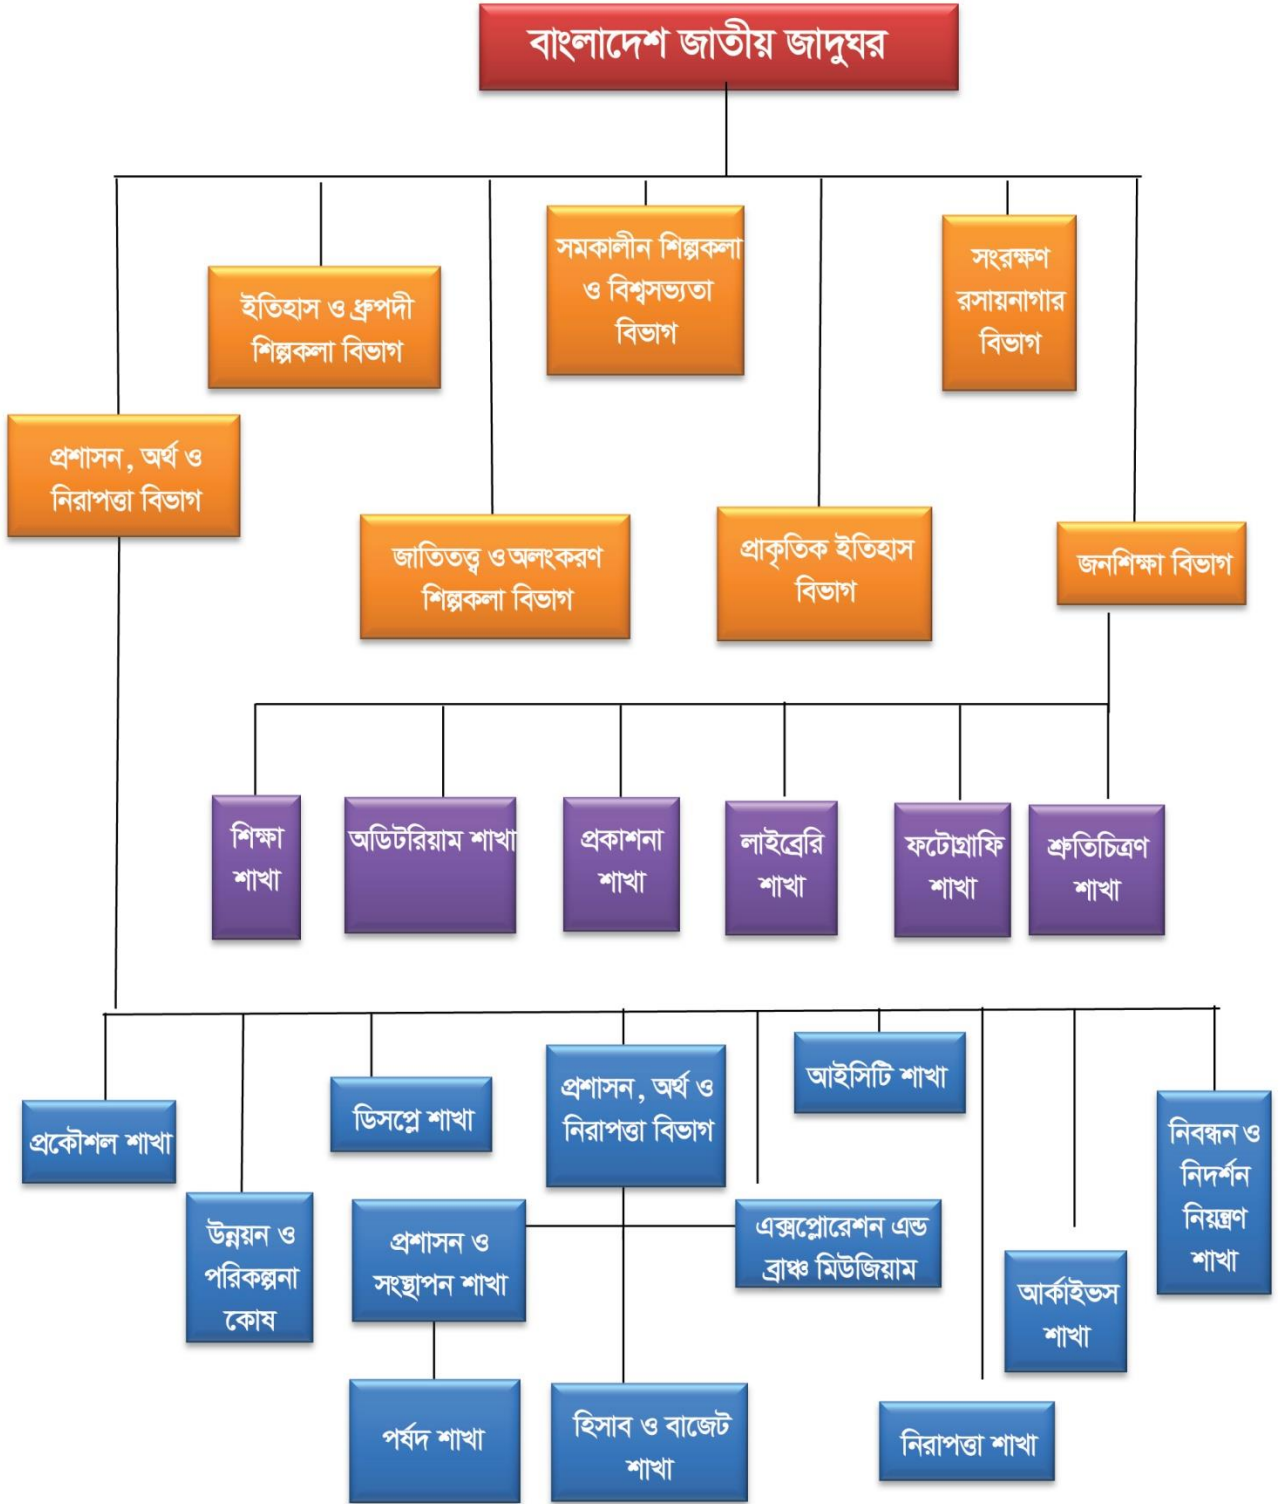 বাংলাদেশ জাতীয় জাদুঘর
ইতিহাস ও ধ্রুপদী
শিল্পকলা বিভাগ
সমকালীন শিল্পকলা
ও বিশ্বসভ্যতা
বিভাগ
সংরক্ষণ
রসায়নাগার
বিভাগ
প্রশাসন, অর্থ ও
নিরাপত্তা বিভাগ
জাতিতত্ত্ব ও অলংকরণ
শিল্পকলা বিভাগ
প্রাকৃতিক ইতিহাস
বিভাগ
জনশিক্ষা বিভাগ
শিক্ষা
শাখা
অডিটরিয়াম শাখা
প্রকাশনা
শাখা
লাইব্রেরি
শাখা
ফটোগ্রাফি
শাখা
শ্রুতিচিত্রণ
শাখা
প্রকৌশল শাখা
উন্নয়ন ও
পরিকল্পনা
কোষ
ডিসপ্লে শাখা
প্রশাসন, অর্থ ও
নিরাপত্তা বিভাগ
আইসিটি শাখা
নিবন্ধন ও
নিদর্শন
নিয়ন্ত্রণ
শাখা
প্রশাসন ও
সংস্থাপন শাখা
এক্সপ্লোরেশন এন্ড
ব্রাঞ্চ মিউজিয়াম
আর্কাইভস
শাখা
পর্ষদ শাখা
হিসাব ও বাজেট
শাখা
নিরাপত্তা শাখা